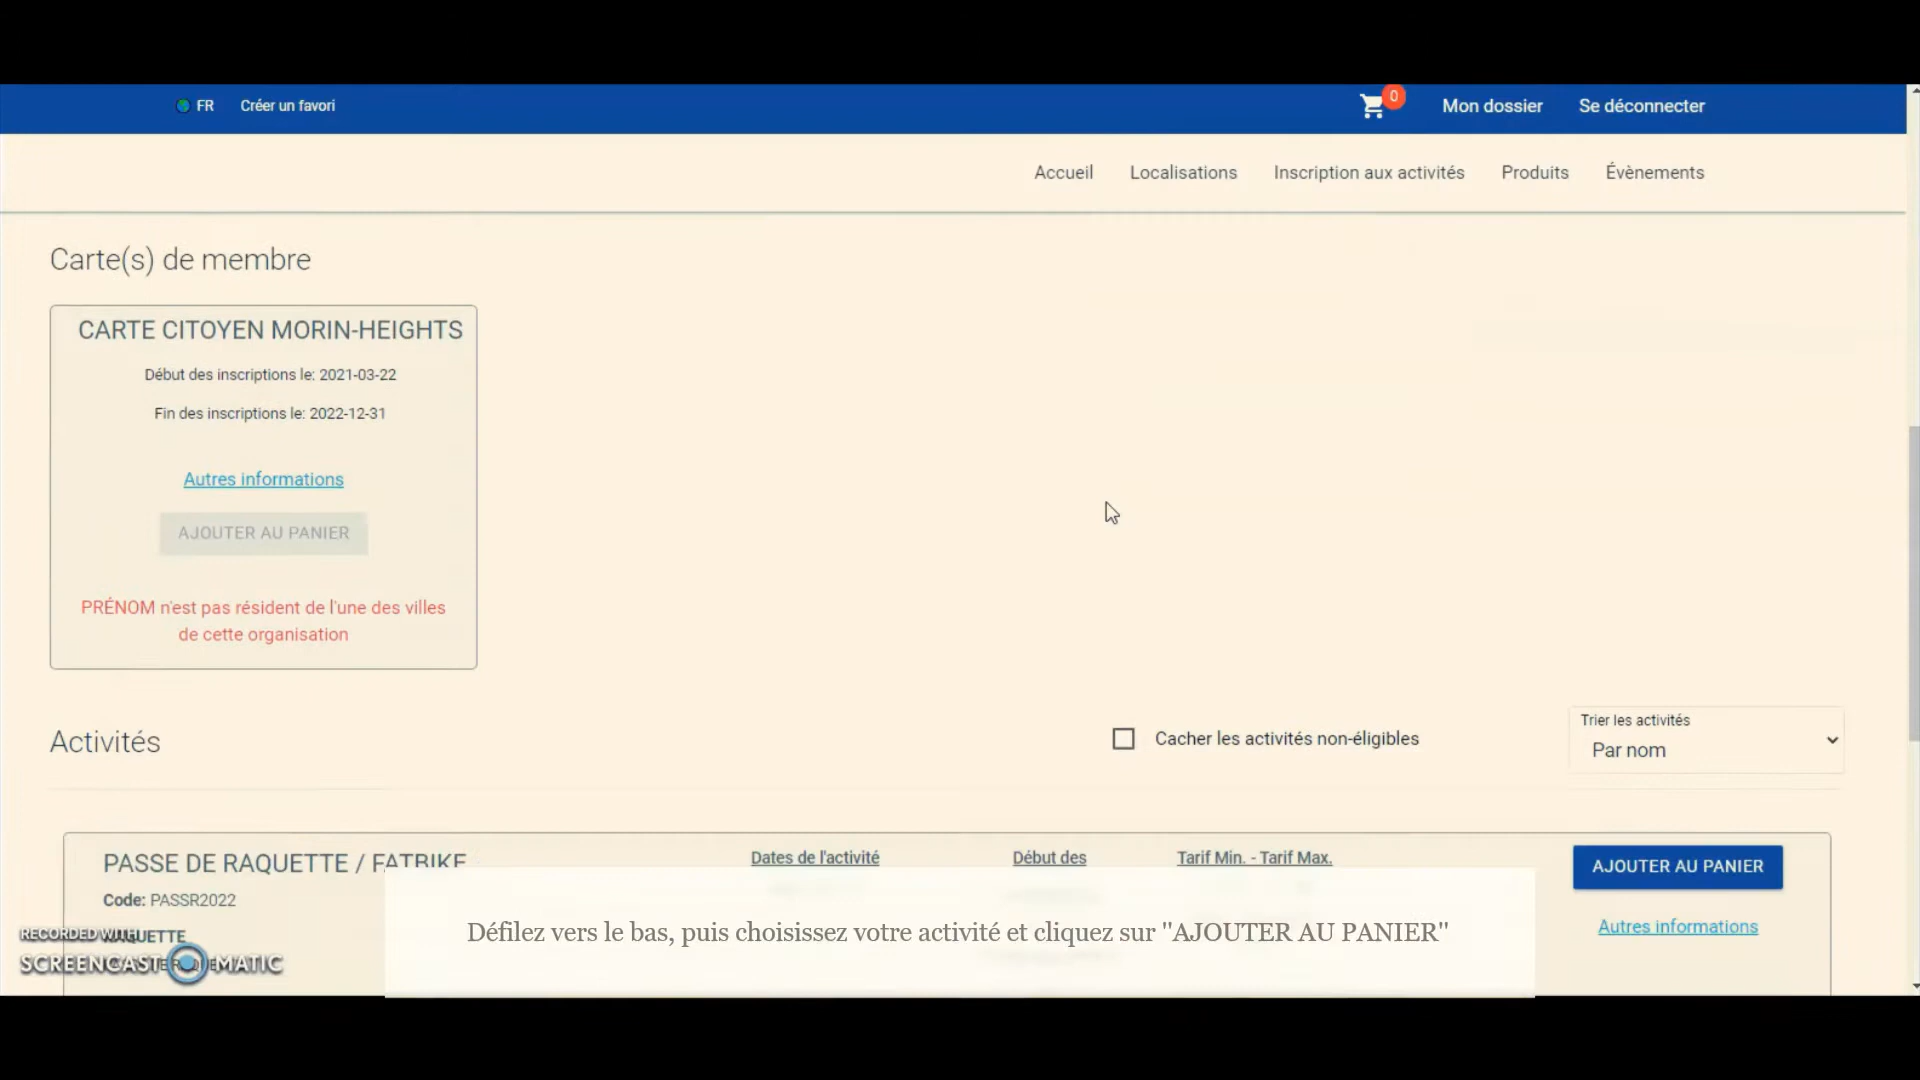 FR Créer un favori 0 Mon dossier Se déconnecter
Accueil Localisations Inscription aux activités Produits Évènements
Carte(s) de membre
CARTE CITOYEN MORIN-HEIGHTS
Début des inscriptions le: 2021-03-22
Fin des inscriptions le: 2022-12-31
Autres informations
AJOUTER AU PANIER
PRÉNOM n'est pas résident de l'une des villes
de cette organisation
Activités Cacher les activités non-éligibles
Trier les activités
Par nom
PASSE DE RAQUETTE / FATBIKE Dates de l'activité Début des Tarif Min. - Tarif Max. AJOUTER AU PANIER
Code: PASSR2022
Autres informations
Défilez vers le bas, puis choisissez votre activité et cliquez sur "AJOUTER AU PANIER"
RECORDED WITH
SCREENCAST-O-MATIC